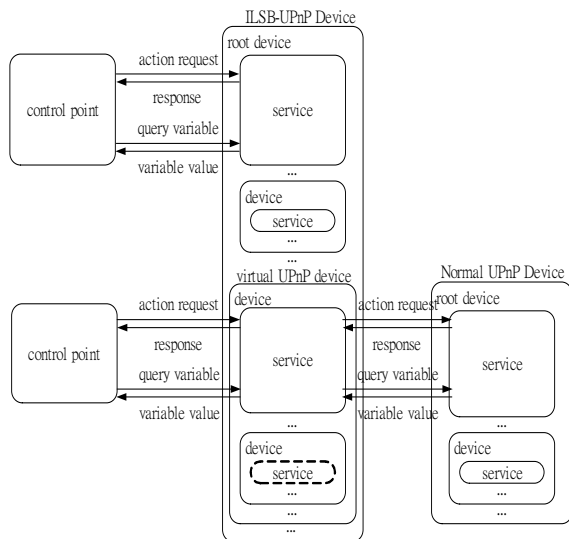 ILSB-UPnP Device
root device
action request
response
control point
service
query variable
variable value
...
device
service
...
...
virtual UPnP device
Normal UPnP Device
device
root device
action request
action request
response
response
control point
service
service
query variable
query variable
variable value
variable value
...
...
device
device
service
service
...
...
...
...
...